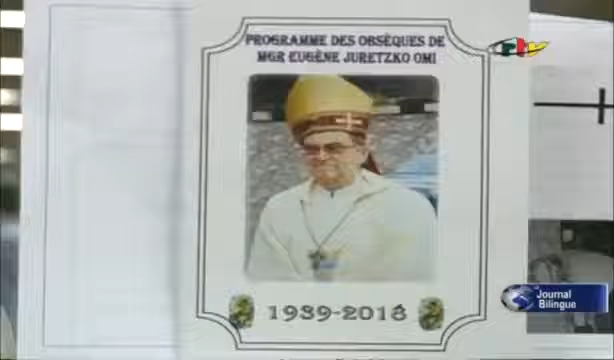 PROGRAMME DES OBSÈQUES DE
MGR EUGÈNE JURETZKO OMI
1939-2018
Journal
Bilingue